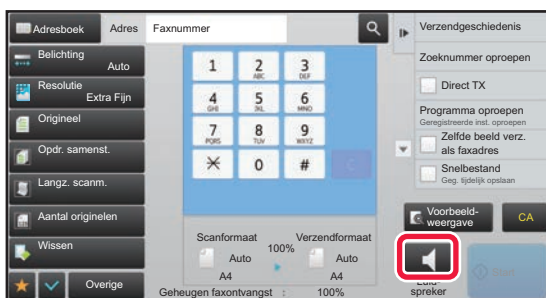 Adresboek
Adres
Faxnummer
Belichting
Auto
Resolutie
Extra Fijn
Origineel
Opdr. samenst.
Langz. scanm.
Aantal originelen
Wissen
Overige
1
2 ABC
3 DEF
4 GHI
5 JKL
6 MNO
7 PQRS
8 TUV
9 WXYZ
0
#
C
Scanformaat
Auto
A4
100%
Verzendformaat
Auto
A4
Geheugen faxontvangst : 100%
Verzendgeschiedenis
Zoeknummer oproepen
Direct TX
Programma oproepen
Geregistreerde inst. oproepen
Zelfde beeld verz.
als faxadres
Snelbestand
Geg. tijdelijk opslaan
Voorbeeld-
weergave
CA
Luid-
spreker
Start